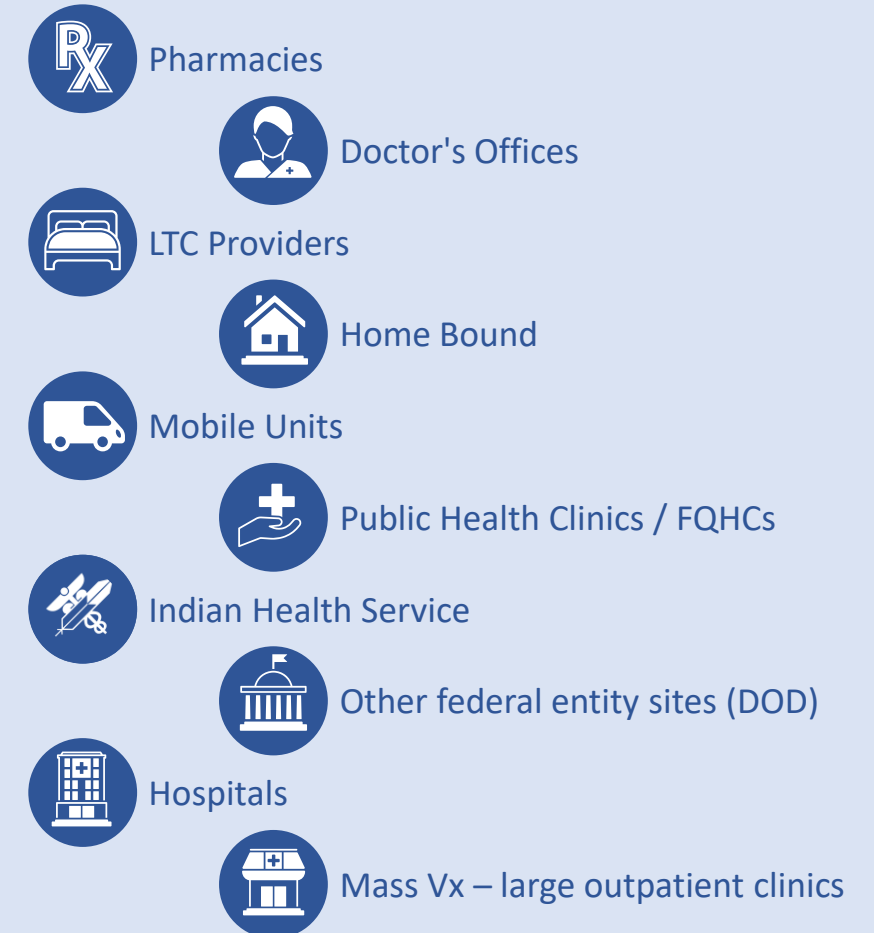 Rx
Pharmacies
Doctor's Offices
LTC Providers
Home Bound
Mobile Units
Public Health Clinics / FQHCs
Indian Health Service
Other federal entity sites (DOD)
Hospitals
Mass Vx – large outpatient clinics